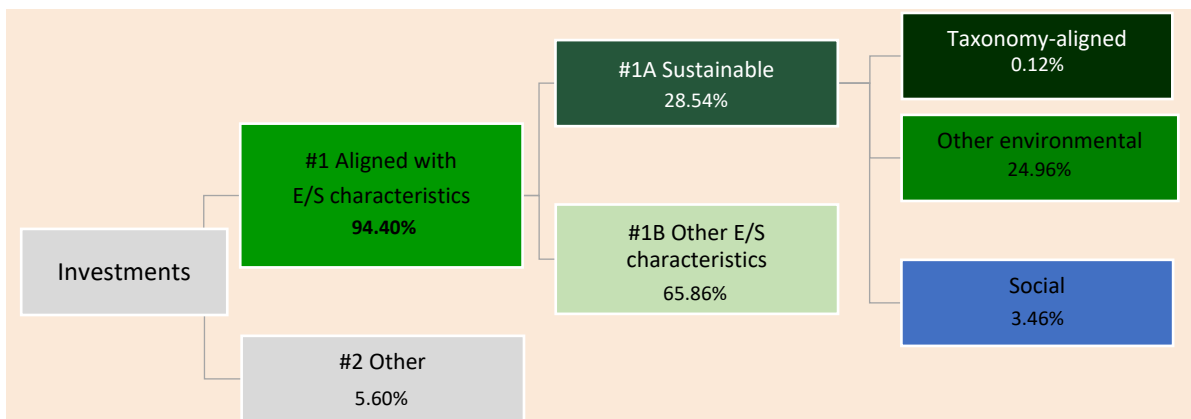 Investments
#1 Aligned with
E/S characteristics
94.40%
#2 Other
5.60%
#1A Sustainable
28.54%
#1B Other E/S
characteristics
65.86%
Taxonomy-aligned
0.12%
Other environmental
24.96%
Social
3.46%